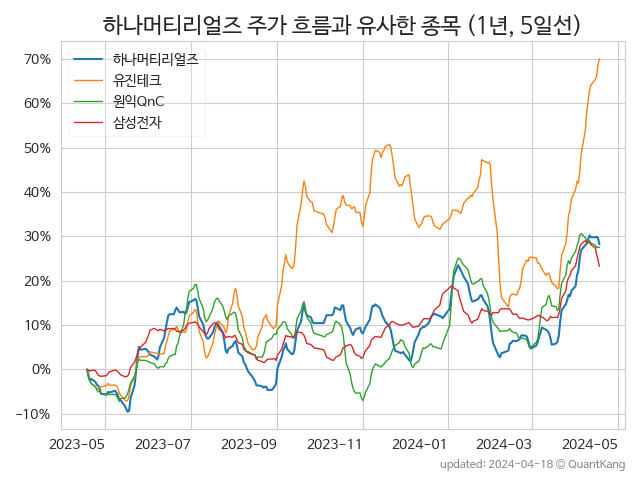 하나머티리얼즈 주가 흐름과 유사한 종목 (1년, 5일선)
하나머티리얼즈
유진테크
원익QnC
삼성전자
70%
60%
50%
40%
30%
20%
10%
0%
−10%
2023-05 2023-07 2023-09 2023-11 2024-01 2024-03 2024-05
updated: 2024-04-18 © QuantKang